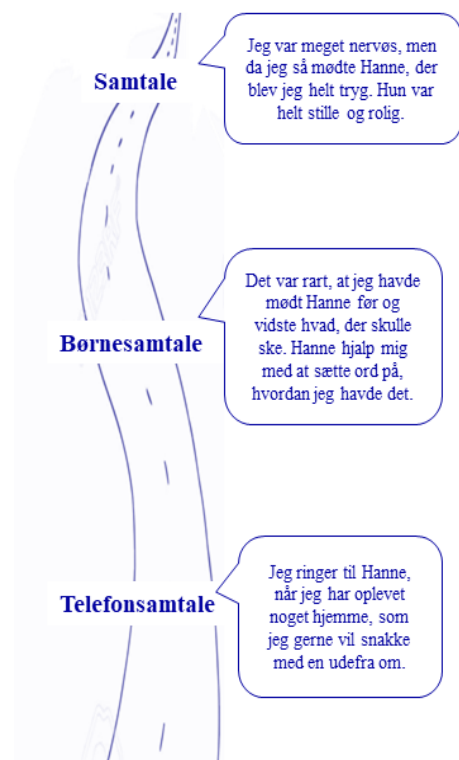 Samtale
Jeg var meget nervøs, men
da jeg så mødte Hanne, der
blev jeg helt tryg. Hun var
helt stille og rolig.
Børnesamtale
Det var rart, at jeg havde
mødt Hanne før og
vidste hvad, der skulle
ske. Hanne hjalp mig
med at sætte ord på,
hvordan jeg havde det.
Telefonsamtale
Jeg ringer til Hanne,
når jeg har oplevet
noget hjemme, som
jeg gerne vil snakke
med en udefra om.